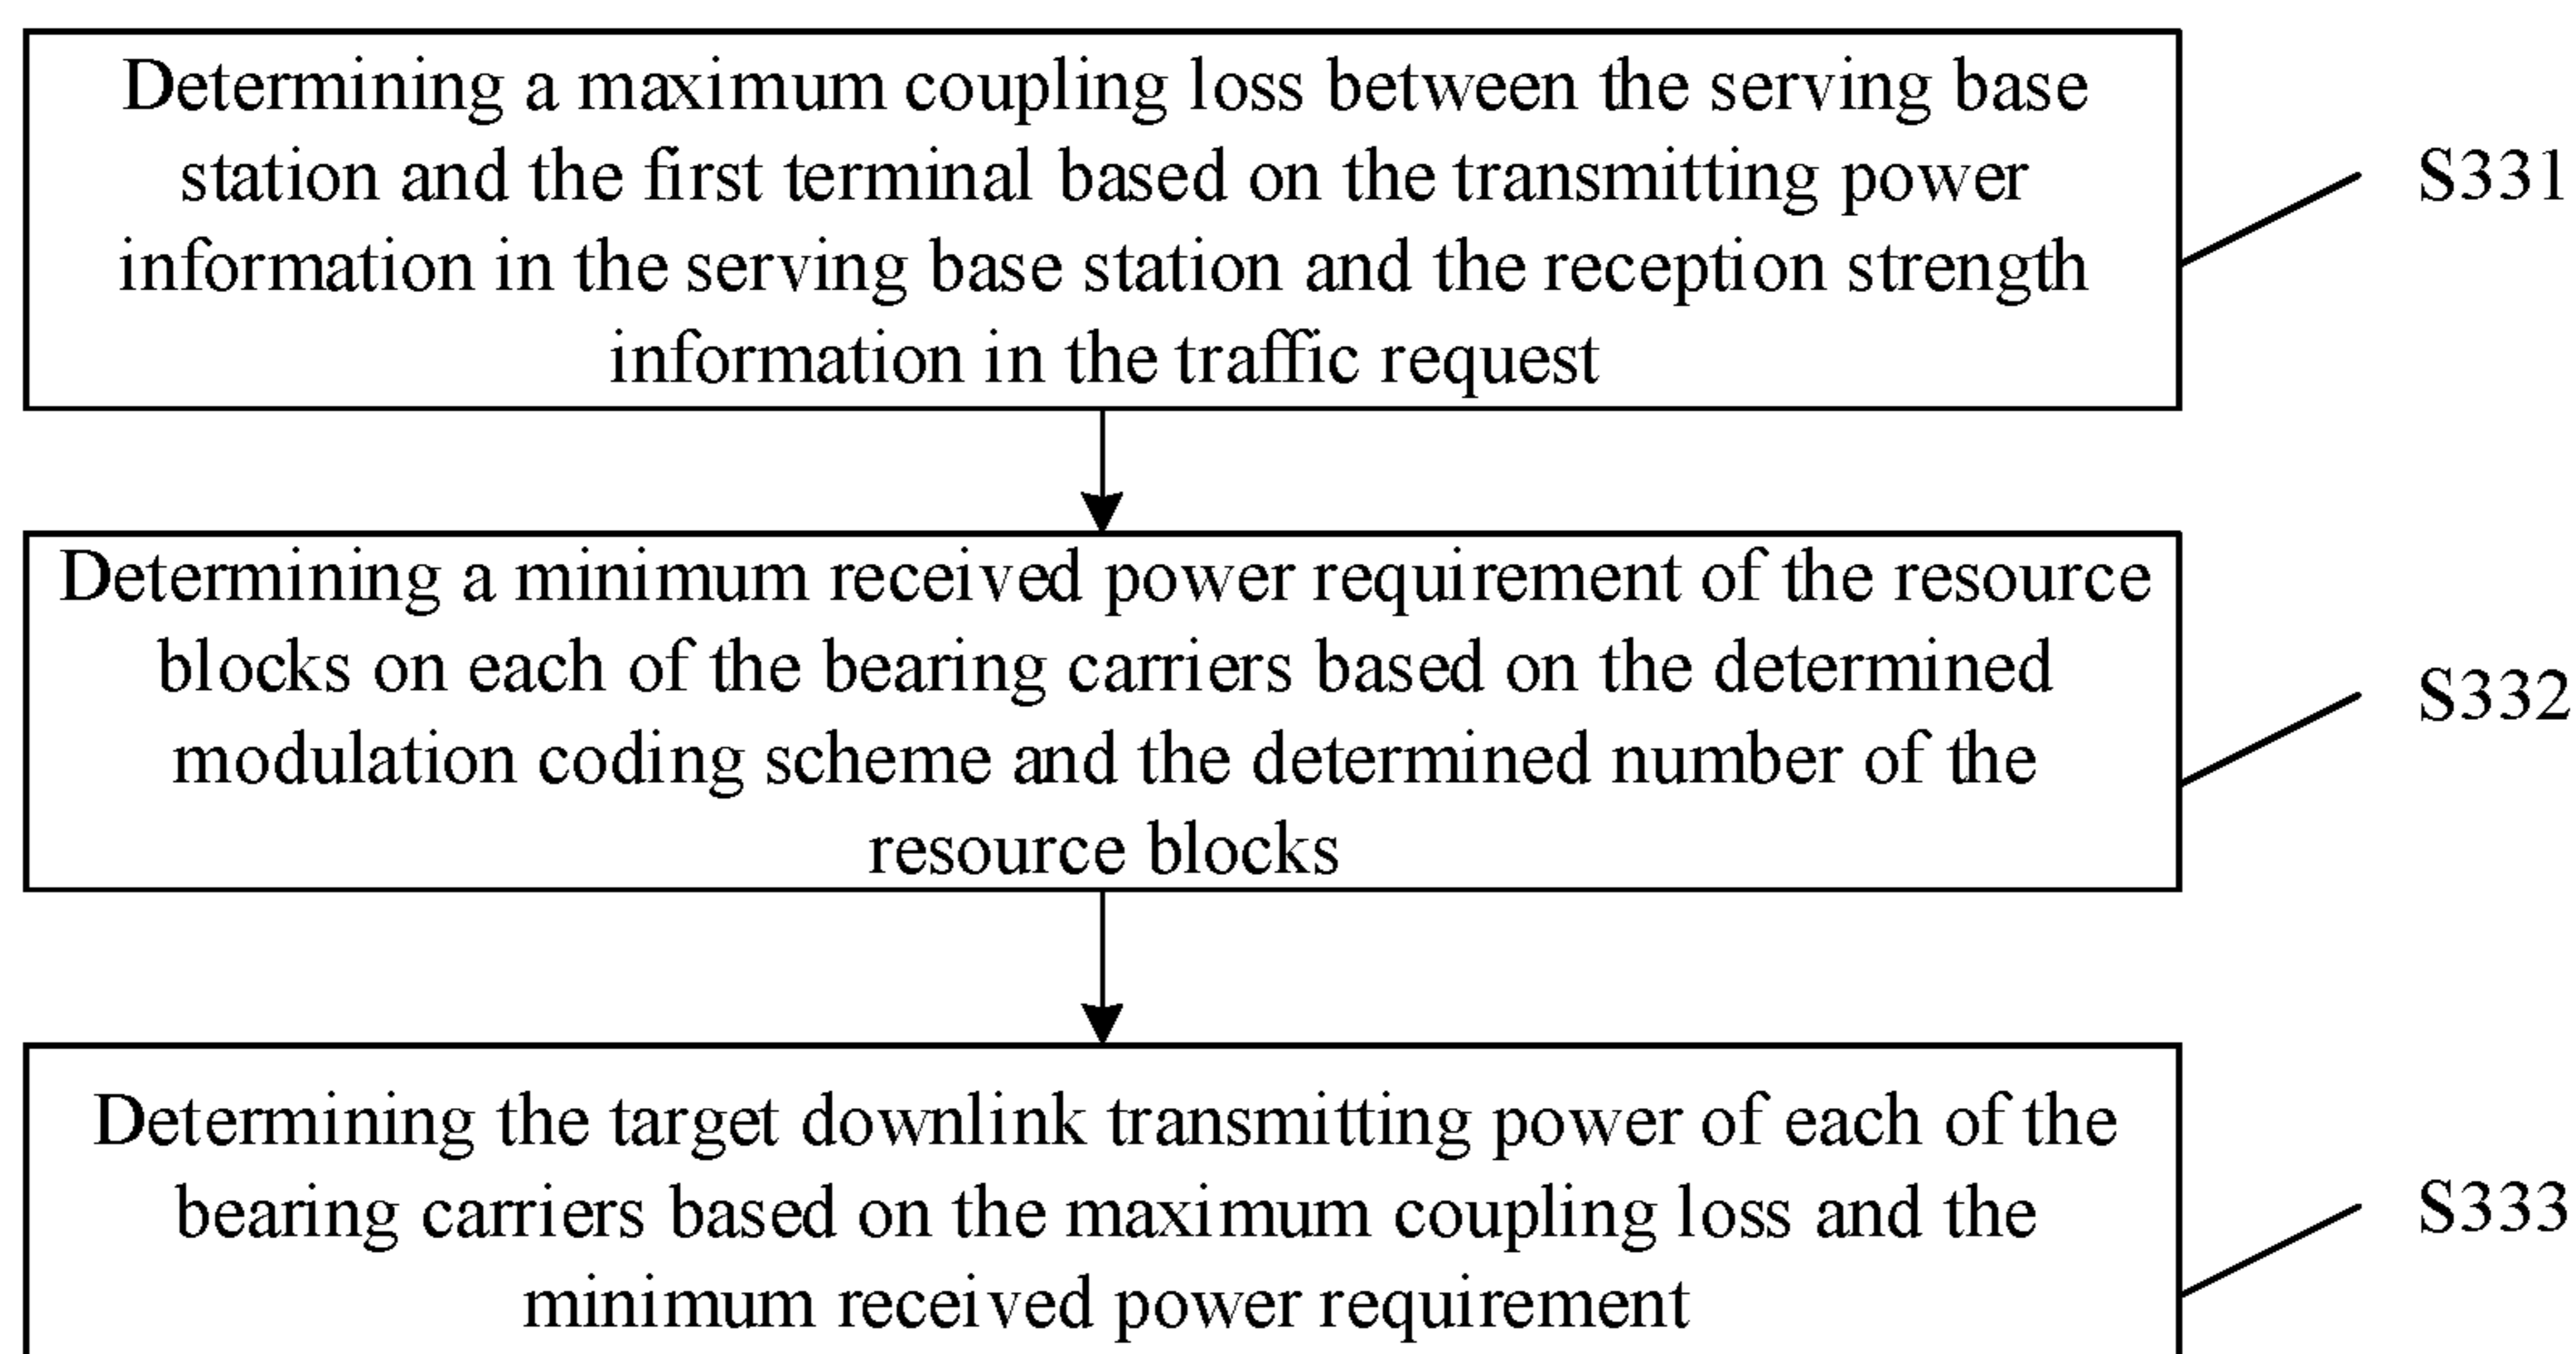 Determining a maximum coupling loss between the serving base
station and the first terminal based on the transmitting power
information in the serving base station and the reception strength
information in the traffic request
S331
Determining a minimum received power requirement of the resource
blocks on each of the bearing carriers based on the determined
modulation coding scheme and the determined number of the
resource blocks
S332
Determining the target downlink transmitting power of each of the
bearing carriers based on the maximum coupling loss and the
minimum received power requirement
S333